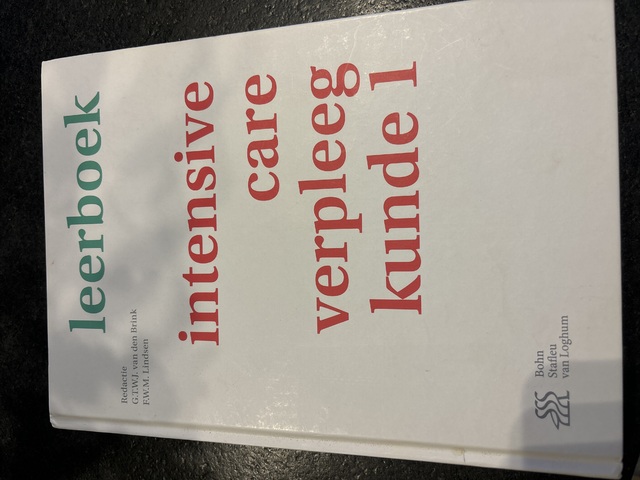 leerboek
Redactie
G.T.W.J. van den Brink
F.W.M. Lindsen
intensive
care
verpleeg
kunde 1
Bohn
Stafleu
van Loghum